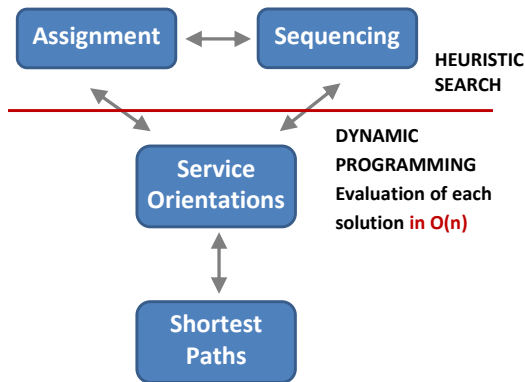 Assignment
Sequencing
HEURISTIC
SEARCH
DYNAMIC
PROGRAMMING
Evaluation of each
solution in O(n)
Service
Orientations
Shortest
Paths